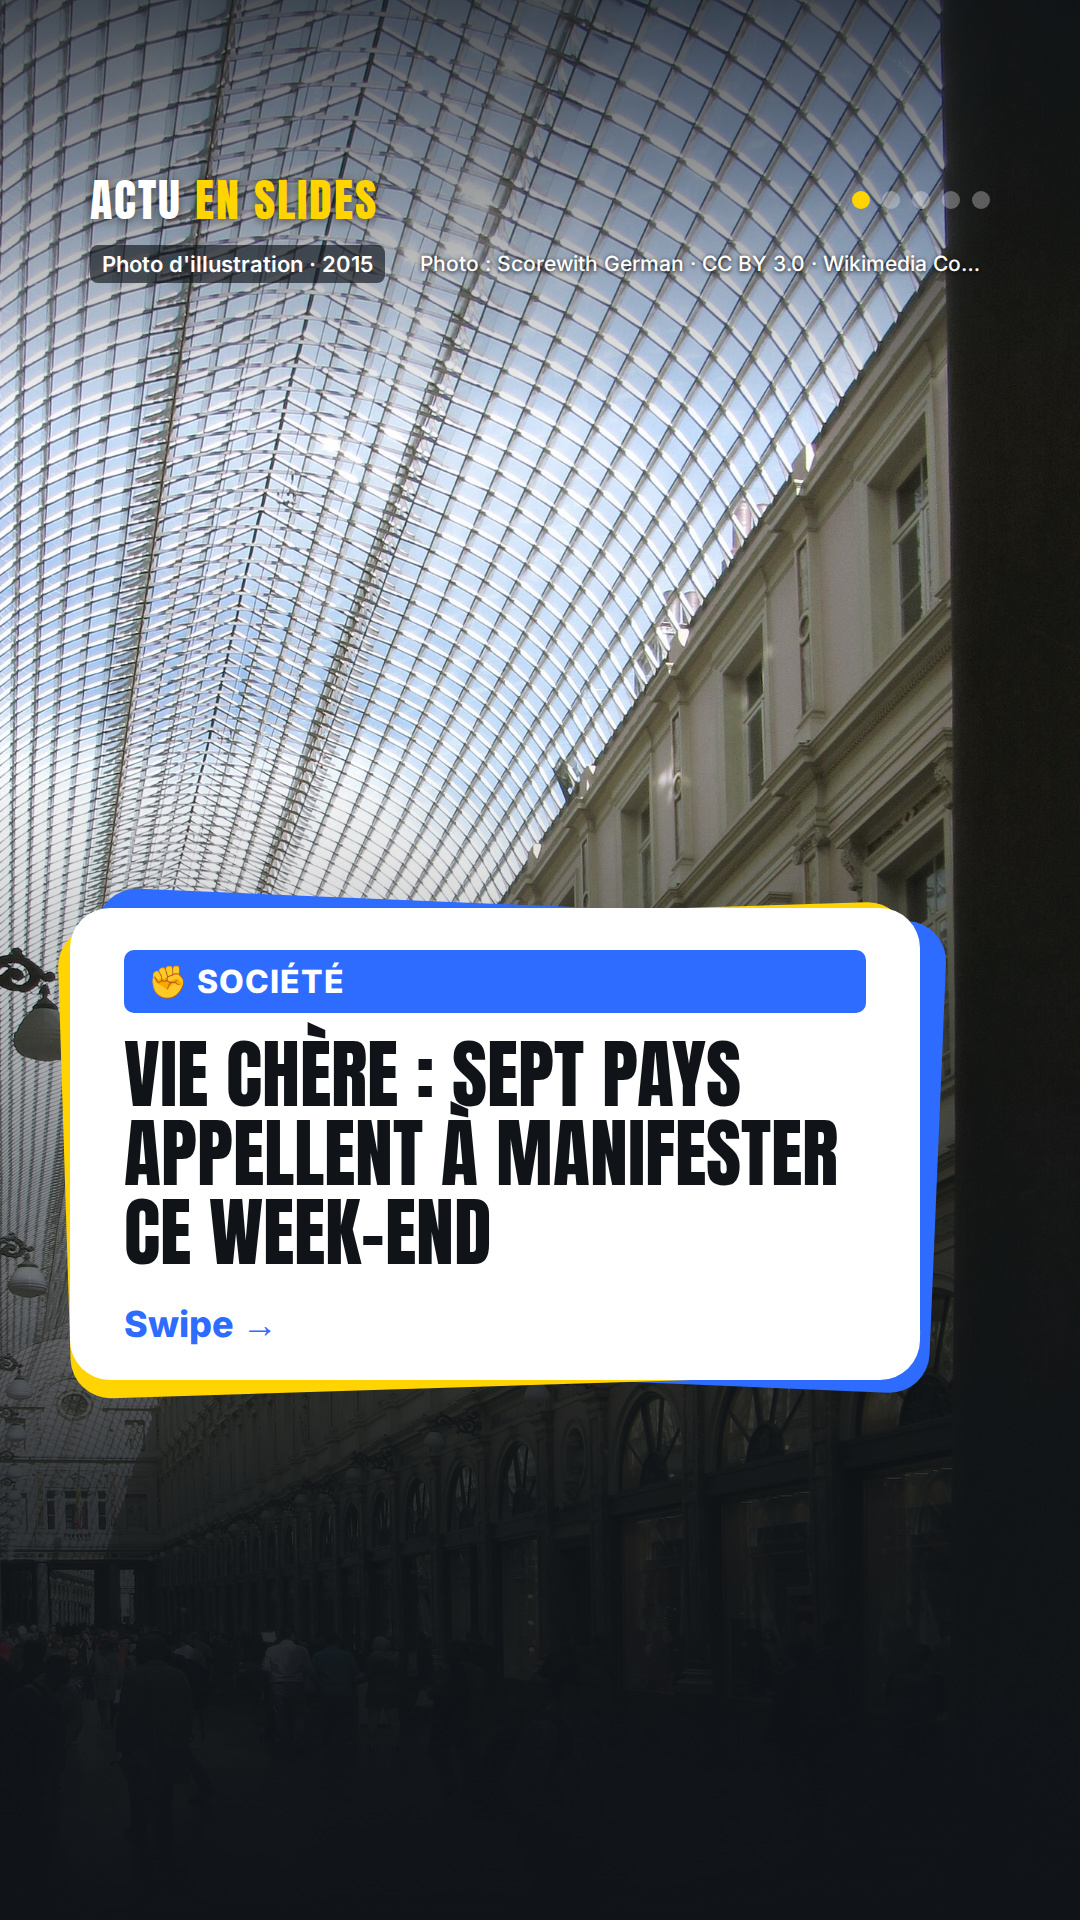 ACTU EN SLIDES
Photo d'illustration · 2015
Photo : Scorewith German · CC BY 3.0 · Wikimedia Co...
✊ SOCIÉTÉ
VIE CHÈRE : SEPT PAYS
APPELLENT À MANIFESTER
CE WEEK-END
Swipe →